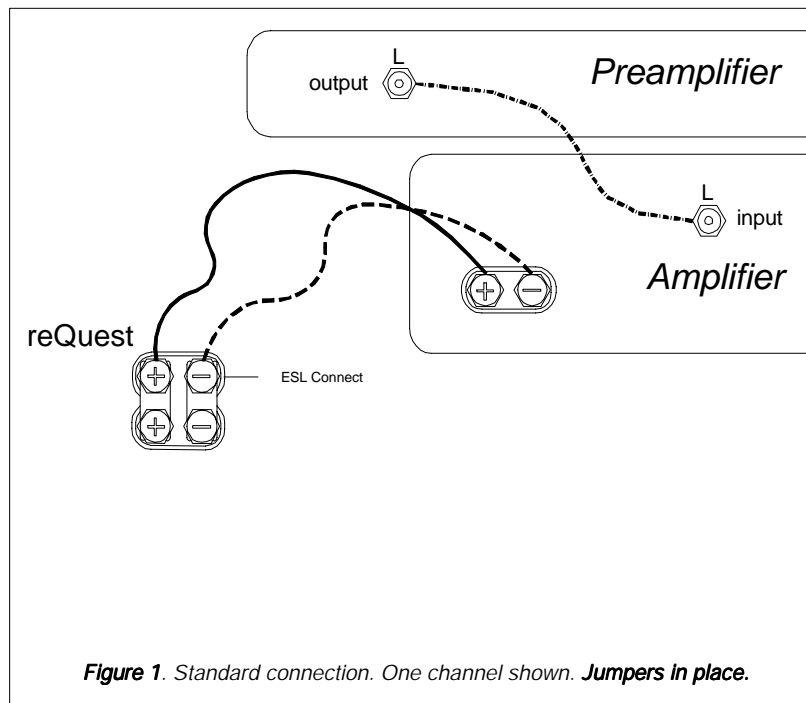 L
output
Preamplifier
L
input
Amplifier
+ −
reQuest
+ −
ESL Connect
+ −
Figure 1. Standard connection. One channel shown. Jumpers in place.